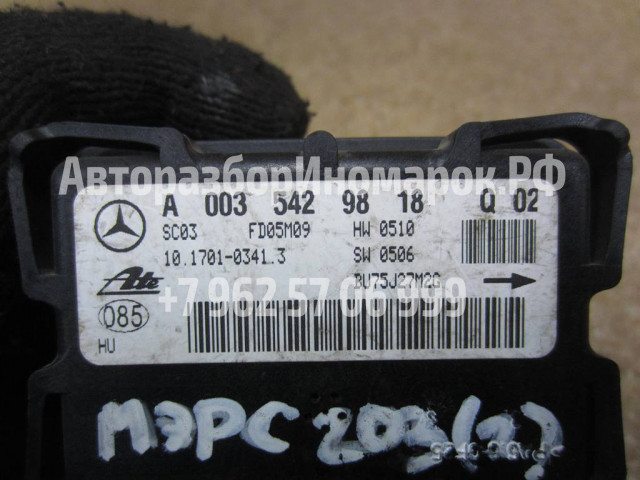 АвторазборИномарок.РФ
A 003 542 98 18 Q 02
SC03 FD05M09 HW 0510
10.1701-0341.3 SW 0506
Ate BU75J27M2G
+7 962 57 06 999
085
HU
МЭРС 203(2)